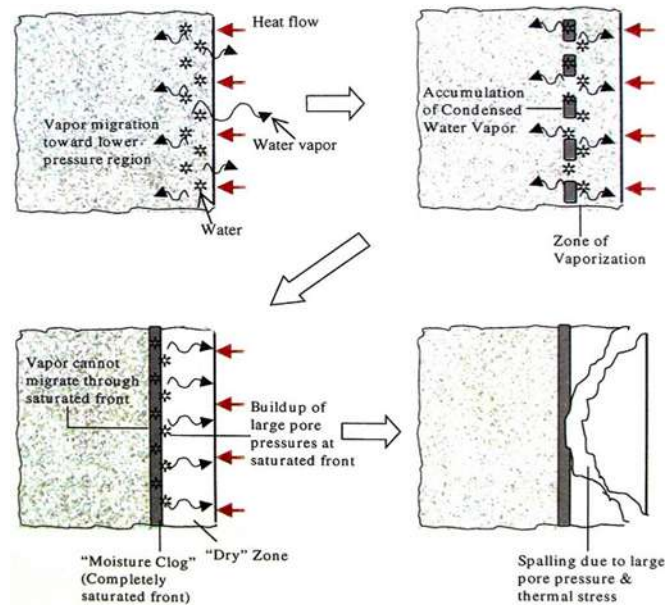 Heat flow
Vapor migration
toward lower-
pressure region
Water vapor
Water
Accumulation
of Condensed
Water Vapor
Zone of
Vaporization
Vapor cannot
migrate through
saturated front
Buildup of
large pore
pressures at
saturated front
"Moisture Clog"
(Completely
saturated front)
"Dry" Zone
Spalling due to large
pore pressure &
thermal stress